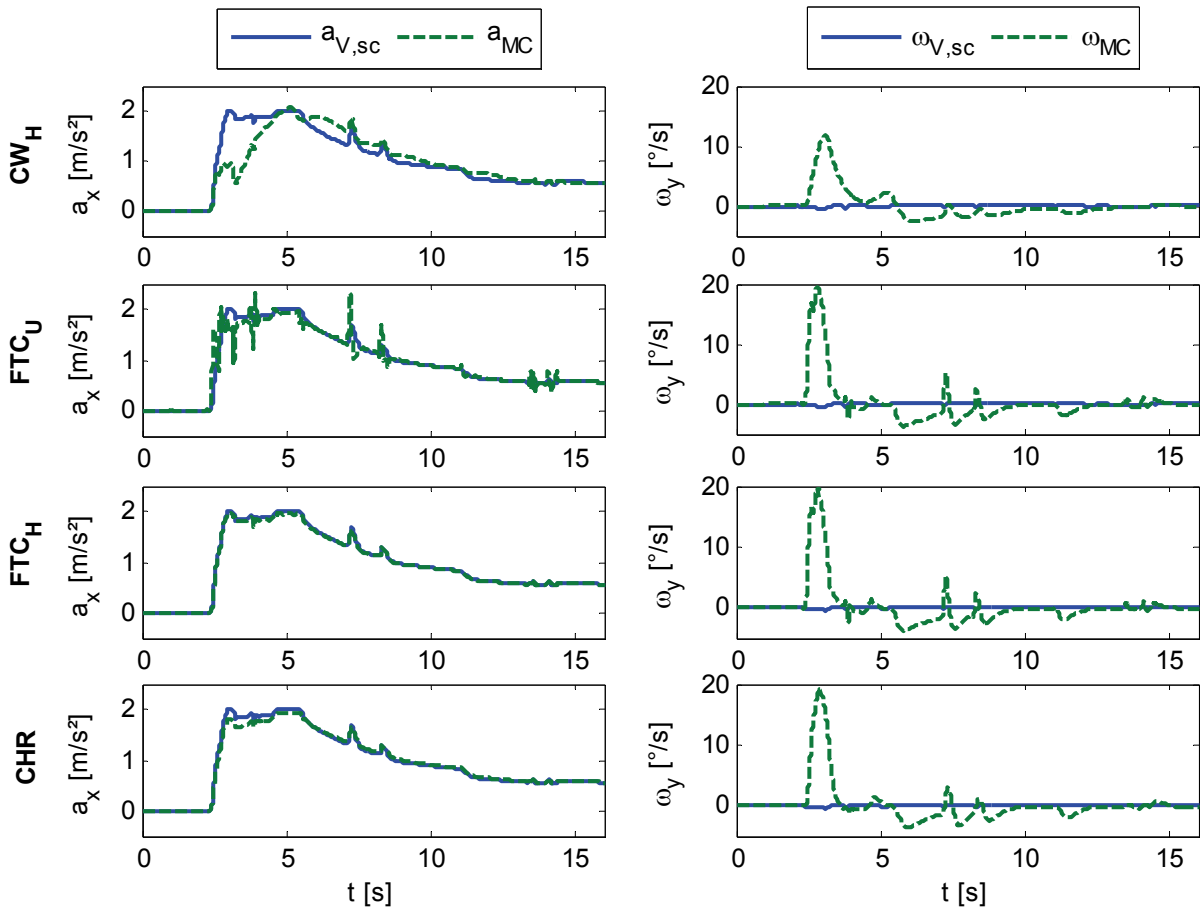 a_V,sc a_MC
ω_V,sc ω_MC
CW_H
a_x [m/s²]
2
1
0
0 5 10 15
ω_y [°/s]
20
10
0
0 5 10 15
FTC_U
a_x [m/s²]
2
1
0
0 5 10 15
ω_y [°/s]
20
10
0
0 5 10 15
FTC_H
a_x [m/s²]
2
1
0
0 5 10 15
ω_y [°/s]
20
10
0
0 5 10 15
CHR
a_x [m/s²]
2
1
0
0 5 10 15
t [s]
ω_y [°/s]
20
10
0
0 5 10 15
t [s]